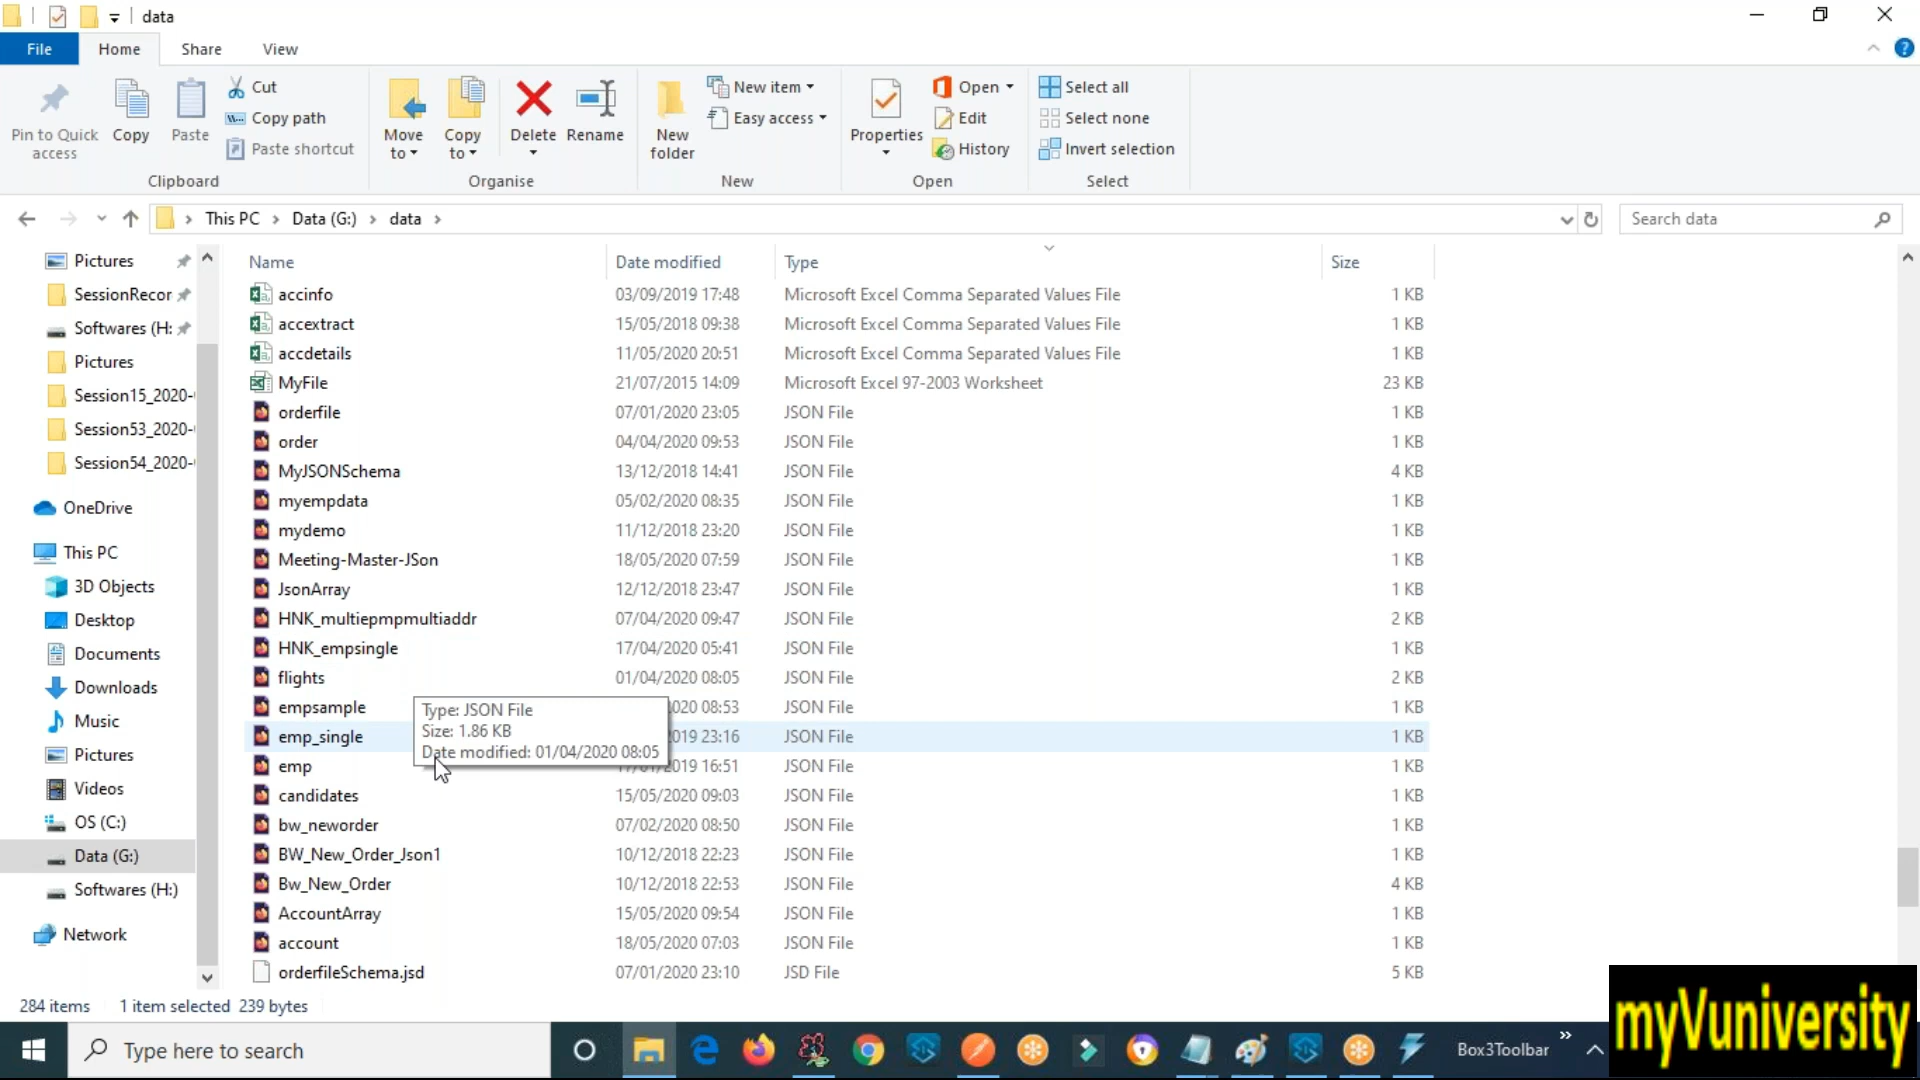 data
File Home Share View
Pin to Quick access
Copy
Paste
Cut
Copy path
Paste shortcut
Clipboard
Move to
Copy to
Delete
Rename
Organise
New folder
New item
Easy access
New
Properties
Open
Edit
History
Open
Select all
Select none
Invert selection
Select
This PC > Data (G:) > data >
Search data
Pictures
SessionRecor
Softwares (H:
Pictures
Session15_2020-
Session53_2020-
Session54_2020-
OneDrive
This PC
3D Objects
Desktop
Documents
Downloads
Music
Pictures
Videos
OS (C:)
Data (G:)
Softwares (H:)
Network
Name Date modified Type Size
accinfo 03/09/2019 17:48 Microsoft Excel Comma Separated Values File 1 KB
accextract 15/05/2018 09:38 Microsoft Excel Comma Separated Values File 1 KB
accdetails 11/05/2020 20:51 Microsoft Excel Comma Separated Values File 1 KB
MyFile 21/07/2015 14:09 Microsoft Excel 97-2003 Worksheet 23 KB
orderfile 07/01/2020 23:05 JSON File 1 KB
order 04/04/2020 09:53 JSON File 1 KB
MyJSONSchema 13/12/2018 14:41 JSON File 4 KB
myempdata 05/02/2020 08:35 JSON File 1 KB
mydemo 11/12/2018 23:20 JSON File 1 KB
Meeting-Master-JSon 18/05/2020 07:59 JSON File 1 KB
JsonArray 12/12/2018 23:47 JSON File 1 KB
HNK_multiepmpmultiaddr 07/04/2020 09:47 JSON File 2 KB
HNK_empsingle 17/04/2020 05:41 JSON File 1 KB
flights 01/04/2020 08:05 JSON File 2 KB
empsample 020 08:53 JSON File 1 KB
emp_single 019 23:16 JSON File 1 KB
emp 019 16:51 JSON File 1 KB
candidates 15/05/2020 09:03 JSON File 1 KB
bw_neworder 07/02/2020 08:50 JSON File 1 KB
BW_New_Order_Json1 10/12/2018 22:23 JSON File 1 KB
Bw_New_Order 10/12/2018 22:53 JSON File 4 KB
AccountArray 15/05/2020 09:54 JSON File 1 KB
account 18/05/2020 07:03 JSON File 1 KB
orderfileSchema.jsd 07/01/2020 23:10 JSD File 5 KB
Type: JSON File
Size: 1.86 KB
Date modified: 01/04/2020 08:05
284 items 1 item selected 239 bytes
Type here to search
Box3Toolbar
myVuniversity